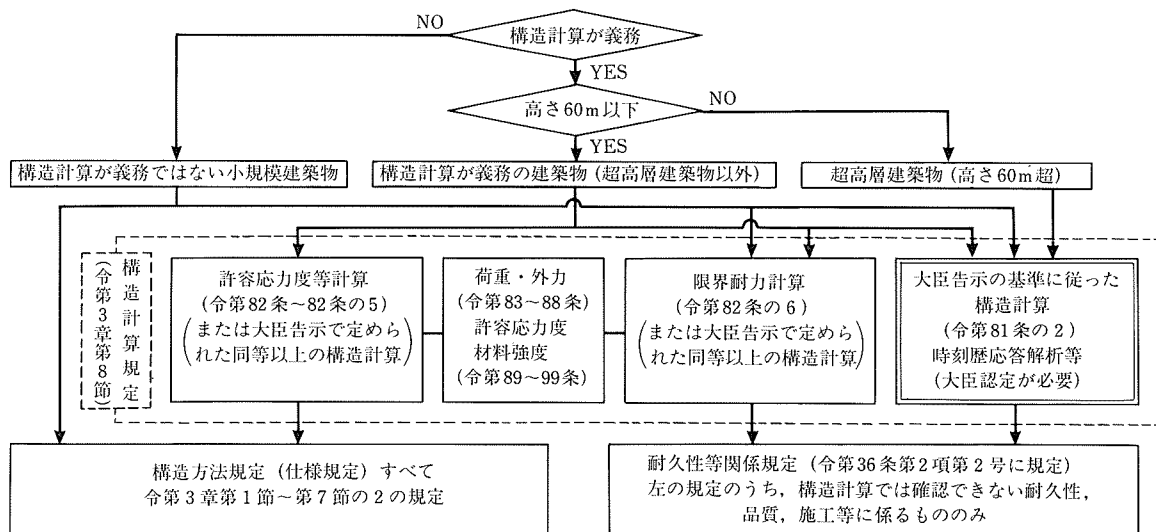 構造計算が義務
NO
YES
高さ60m以下
NO
YES
構造計算が義務ではない小規模建築物
構造計算が義務の建築物(超高層建築物以外)
超高層建築物(高さ60m超)
構造計算規定
(令第3章第8節)
許容応力度等計算
(令第82条〜82条の5)
(または大臣告示で定めら
れた同等以上の構造計算)
荷重・外力
(令第83〜88条)
許容応力度
材料強度
(令第89〜99条)
限界耐力計算
(令第82条の6)
(または大臣告示で定めら
れた同等以上の構造計算)
大臣告示の基準に従った
構造計算
(令第81条の2)
時刻歴応答解析等
(大臣認定が必要)
構造方法規定(仕様規定)すべて
令第3章第1節〜第7節の2の規定
耐久性等関係規定(令第36条第2項第2号に規定)
左の規定のうち,構造計算では確認できない耐久性,
品質,施工等に係るもののみ